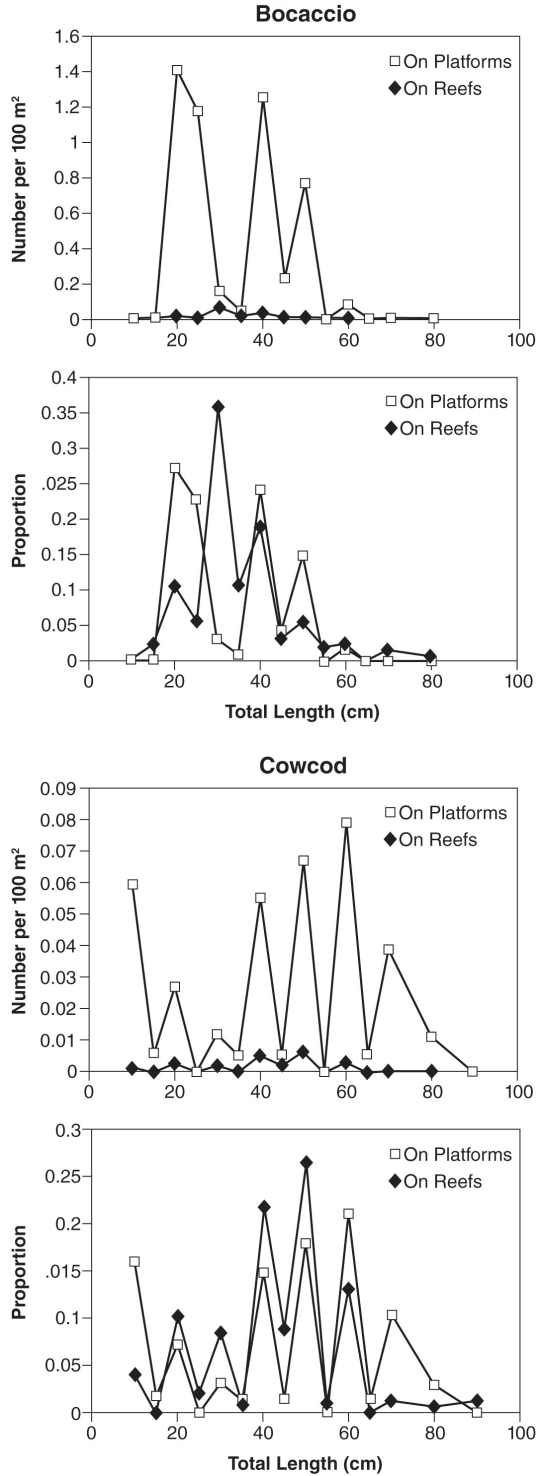 Bocaccio
1.6
1.4
1.2
1
0.8
0.6
0.4
0.2
0
Number per 100 m²
On Platforms
On Reefs
0 20 40 60 80 100
0.4
0.35
0.3
.025
0.2
0.15
0.1
0.05
0
Proportion
On Platforms
On Reefs
0 20 40 60 80 100
Total Length (cm)
Cowcod
0.09
0.08
0.07
0.06
0.05
0.04
0.03
0.02
0.01
0
Number per 100 m²
On Platforms
On Reefs
0 20 40 60 80 100
0.3
0.25
0.2
.015
0.1
0.05
0
Proportion
On Platforms
On Reefs
0 20 40 60 80 100
Total Length (cm)